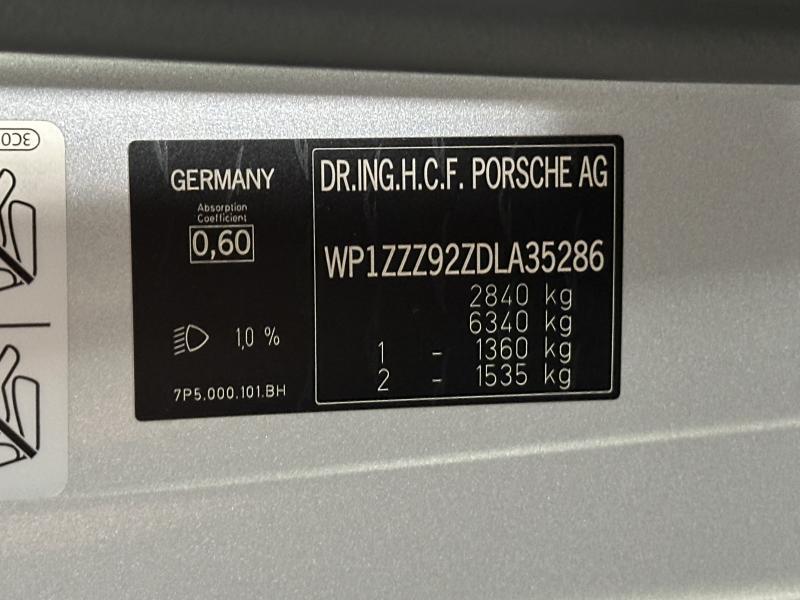 3C0
GERMANY
Absorption
Coefficient
0,60
1,0 %
7P5.000.101.BH
DR.ING.H.C.F. PORSCHE AG
WP1ZZZ92ZDLA35286
2840 kg
6340 kg
1 - 1360 kg
2 - 1535 kg